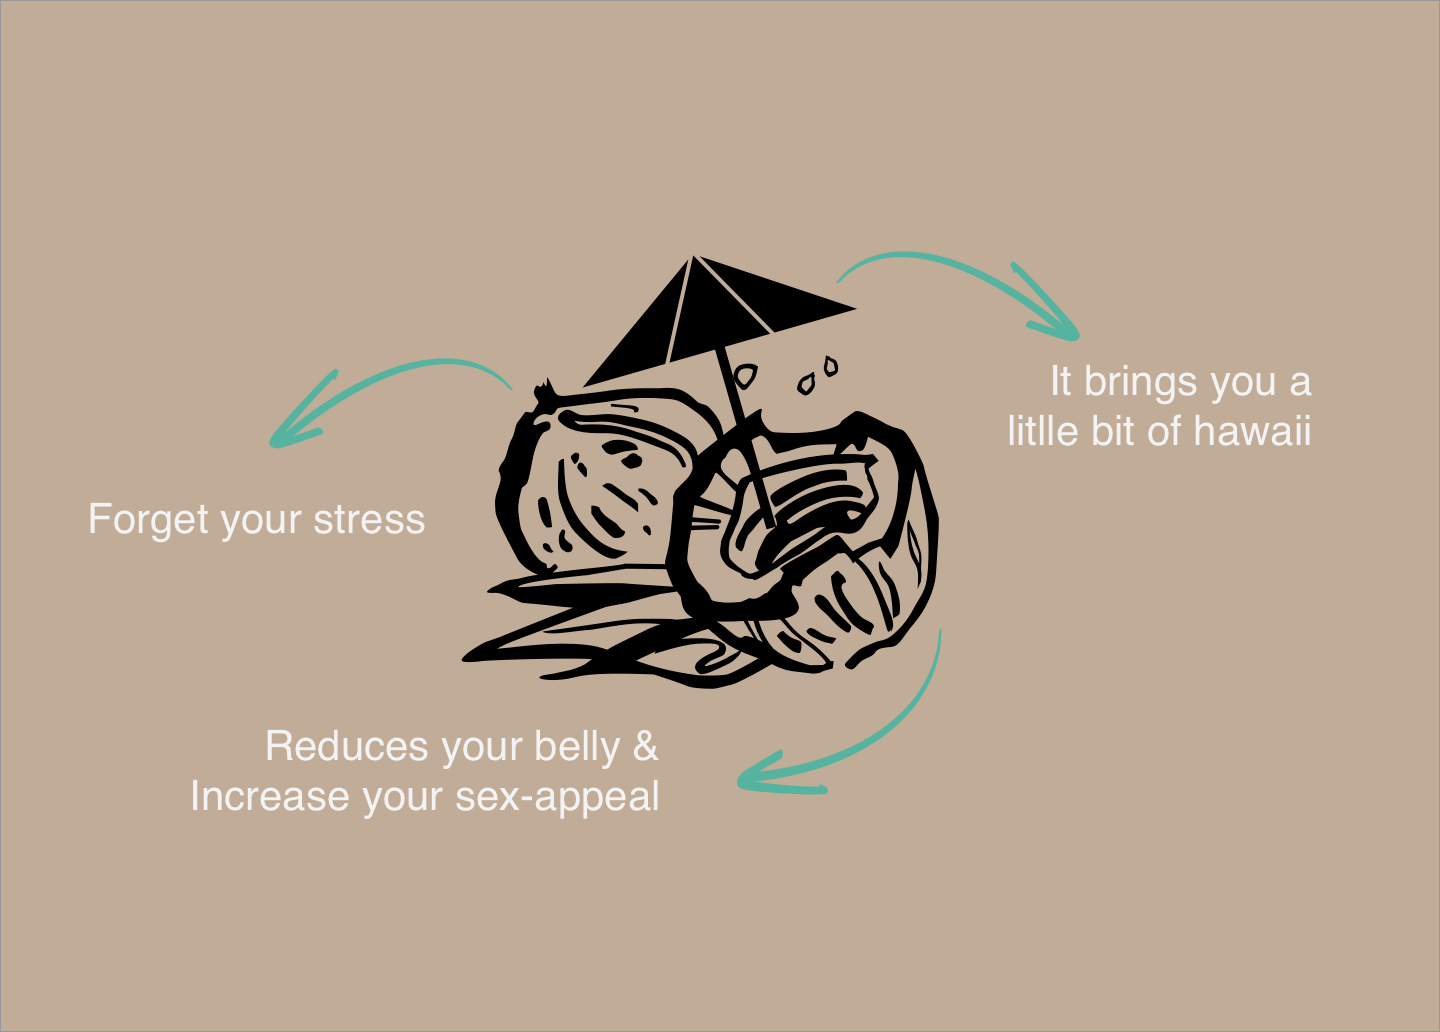 It brings you a
litlle bit of hawaii
Forget your stress
Reduces your belly &
Increase your sex-appeal